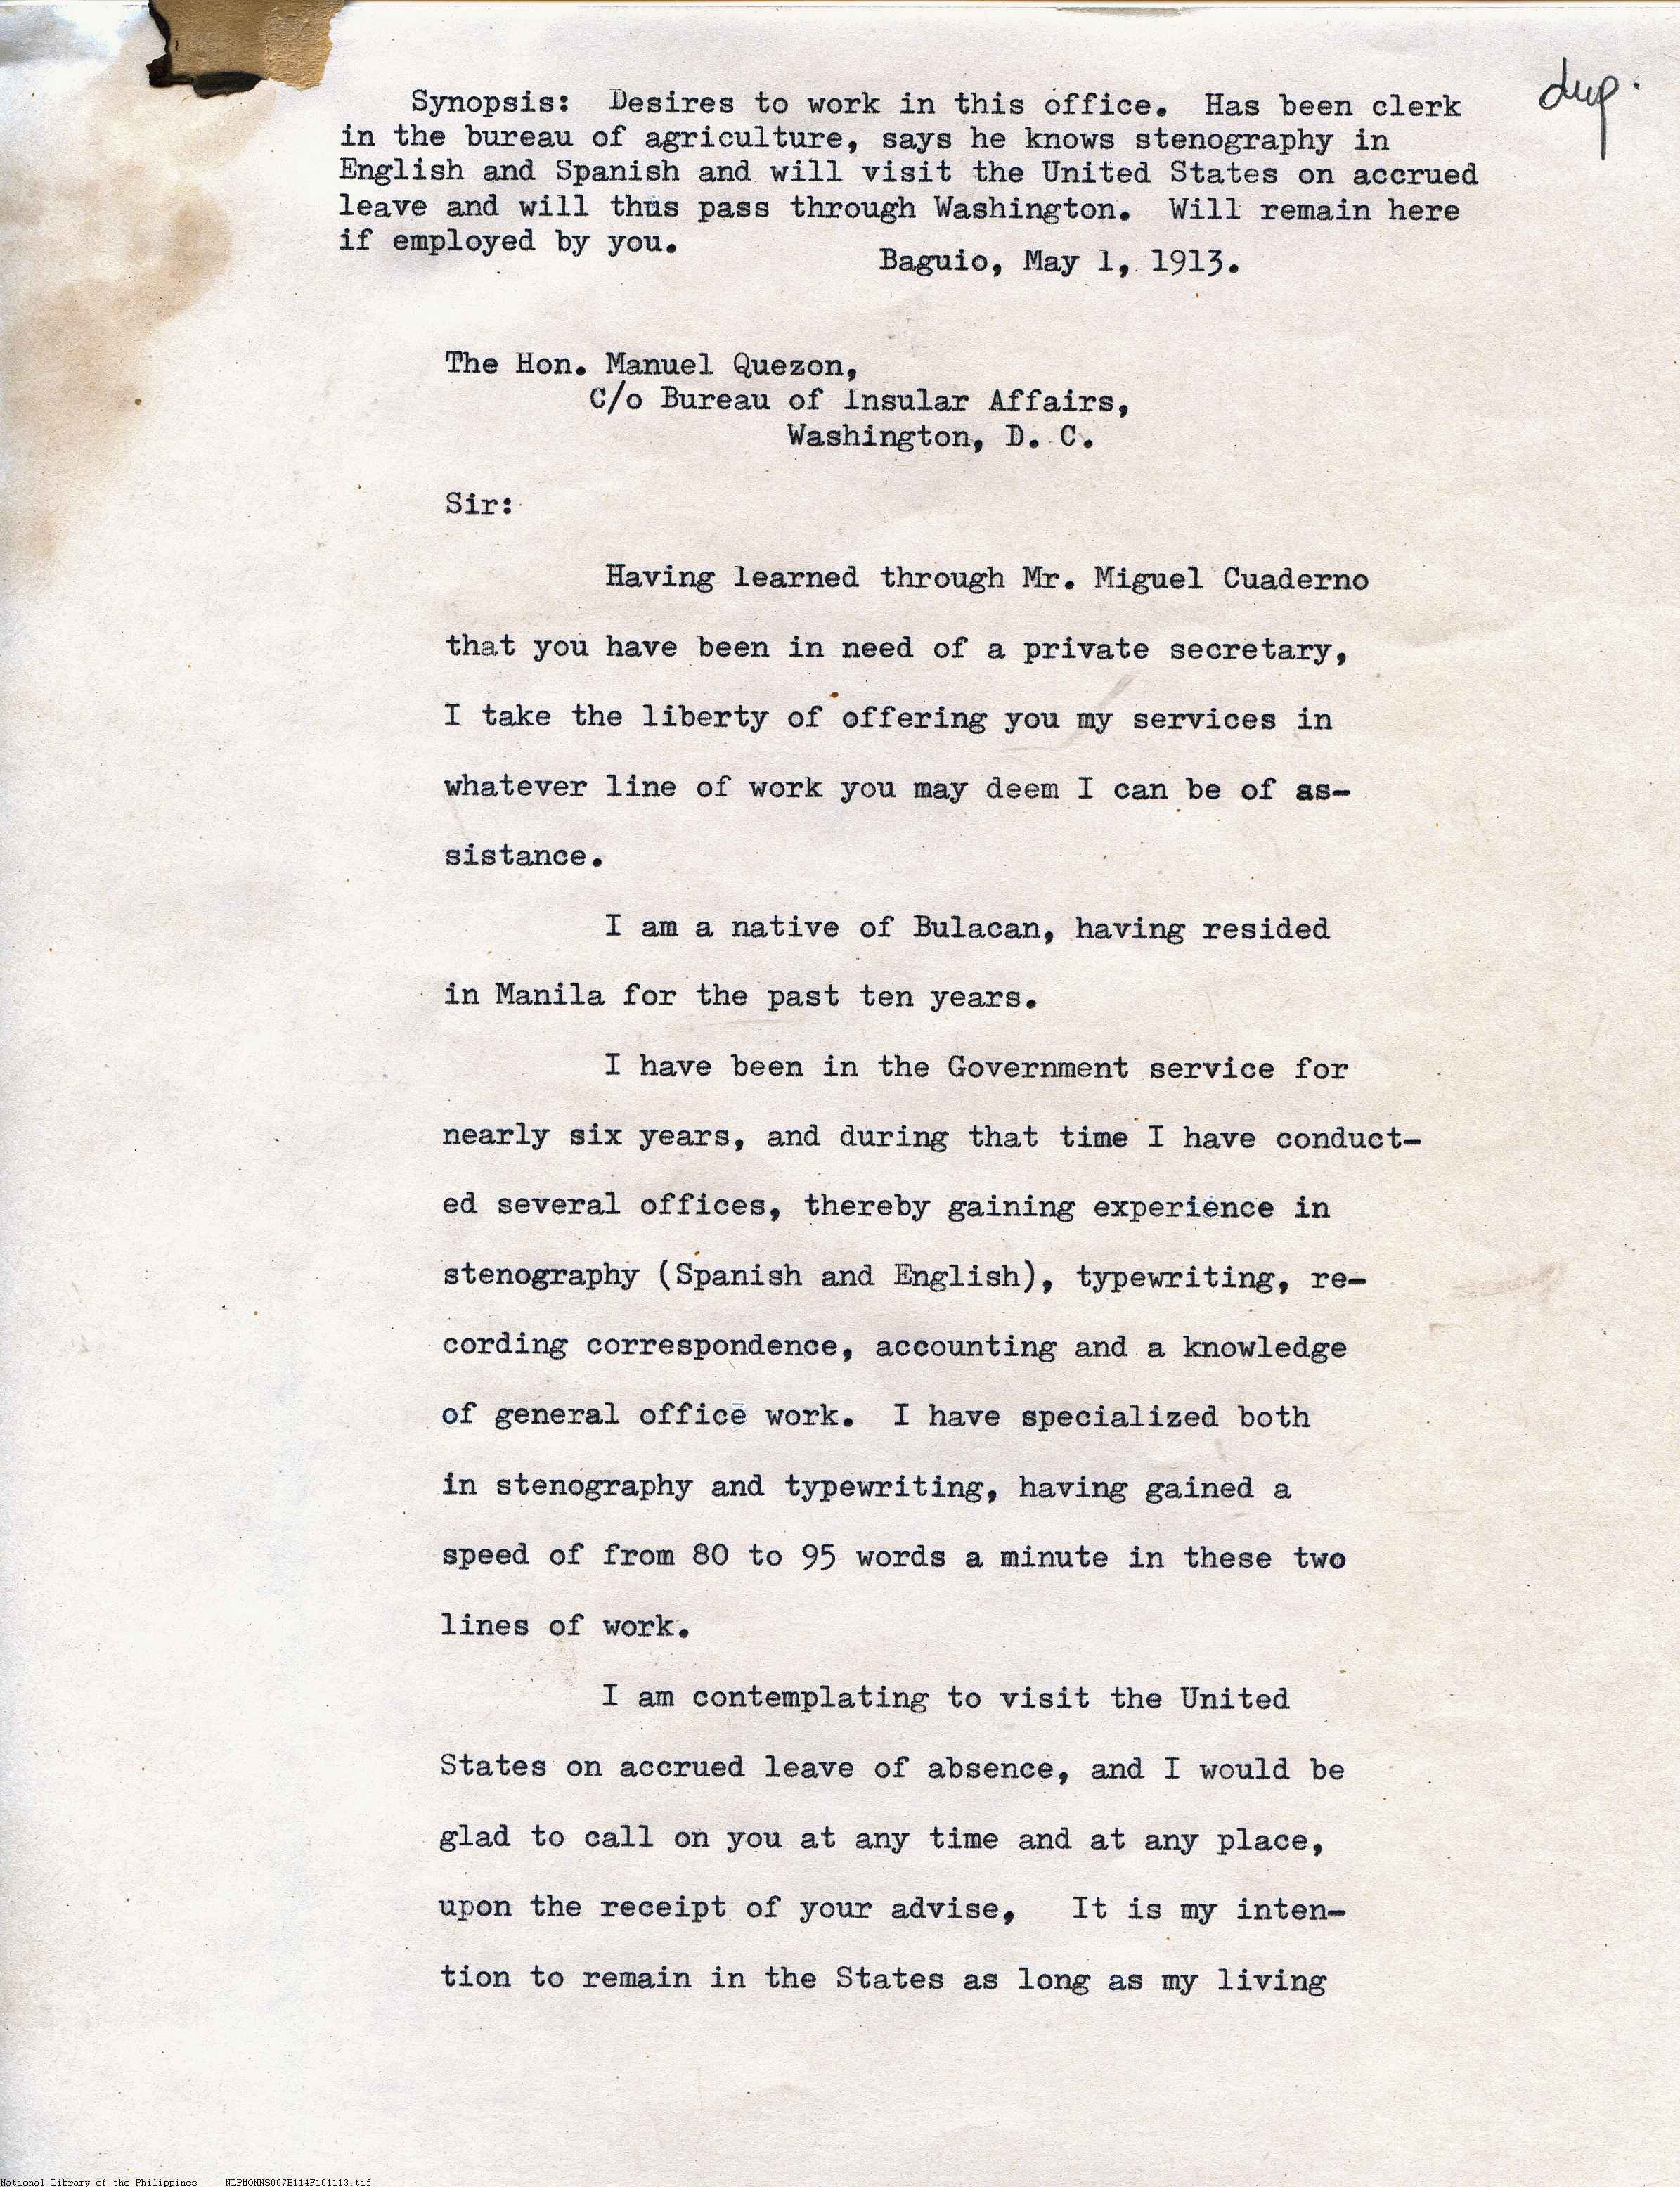 dup.
Synopsis: Desires to work in this office. Has been clerk
in the bureau of agriculture, says he knows stenography in
English and Spanish and will visit the United States on accrued
leave and will thus pass through Washington. Will remain here
if employed by you.
Baguio, May 1, 1913.
The Hon. Manuel Quezon,
C/o Bureau of Insular Affairs,
Washington, D. C.
Sir:
Having learned through Mr. Miguel Cuaderno
that you have been in need of a private secretary,
I take the liberty of offering you my services in
whatever line of work you may deem I can be of as-
sistance.
I am a native of Bulacan, having resided
in Manila for the past ten years.
I have been in the Government service for
nearly six years, and during that time I have conduct-
ed several offices, thereby gaining experience in
stenography (Spanish and English), typewriting, re-
cording correspondence, accounting and a knowledge
of general office work. I have specialized both
in stenography and typewriting, having gained a
speed of from 80 to 95 words a minute in these two
lines of work.
I am contemplating to visit the United
States on accrued leave of absence, and I would be
glad to call on you at any time and at any place,
upon the receipt of your advise, It is my inten-
tion to remain in the States as long as my living
National Library of the Philippines NLPMQMNS007B114F101113.tif